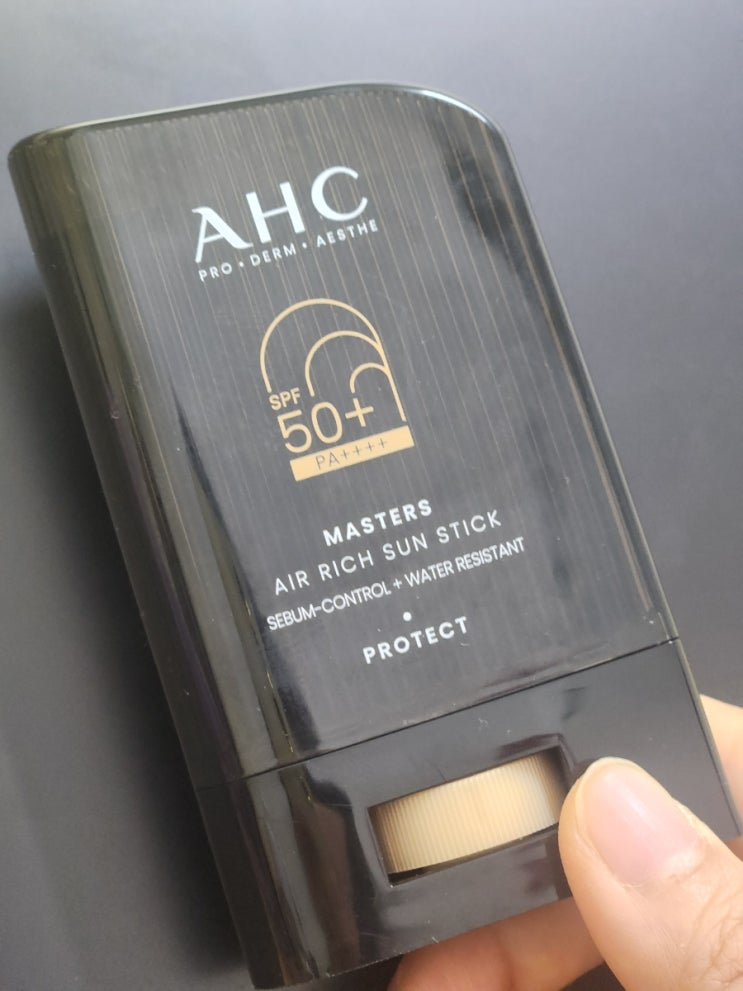 AHC
PRO • DERM • AESTHE
SPF
50+
PA++++
MASTERS
AIR RICH SUN STICK
SEBUM-CONTROL + WATER RESISTANT
•
PROTECT